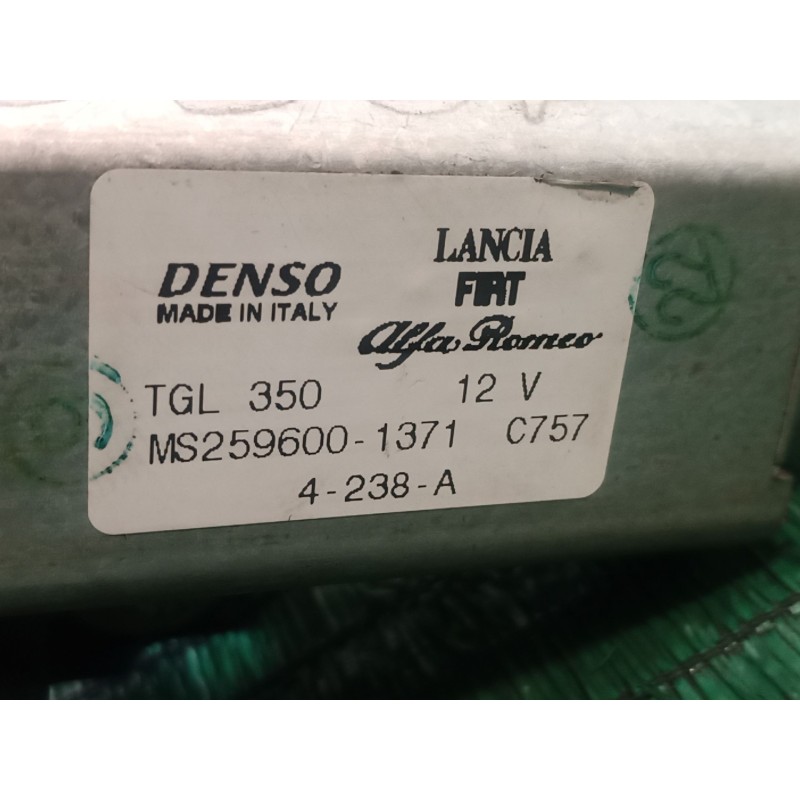 DENSO
MADE IN ITALY
LANCIA
FIAT
Alfa Romeo
TGL 350 12 V
MS259600-1371 C757
4-238-A